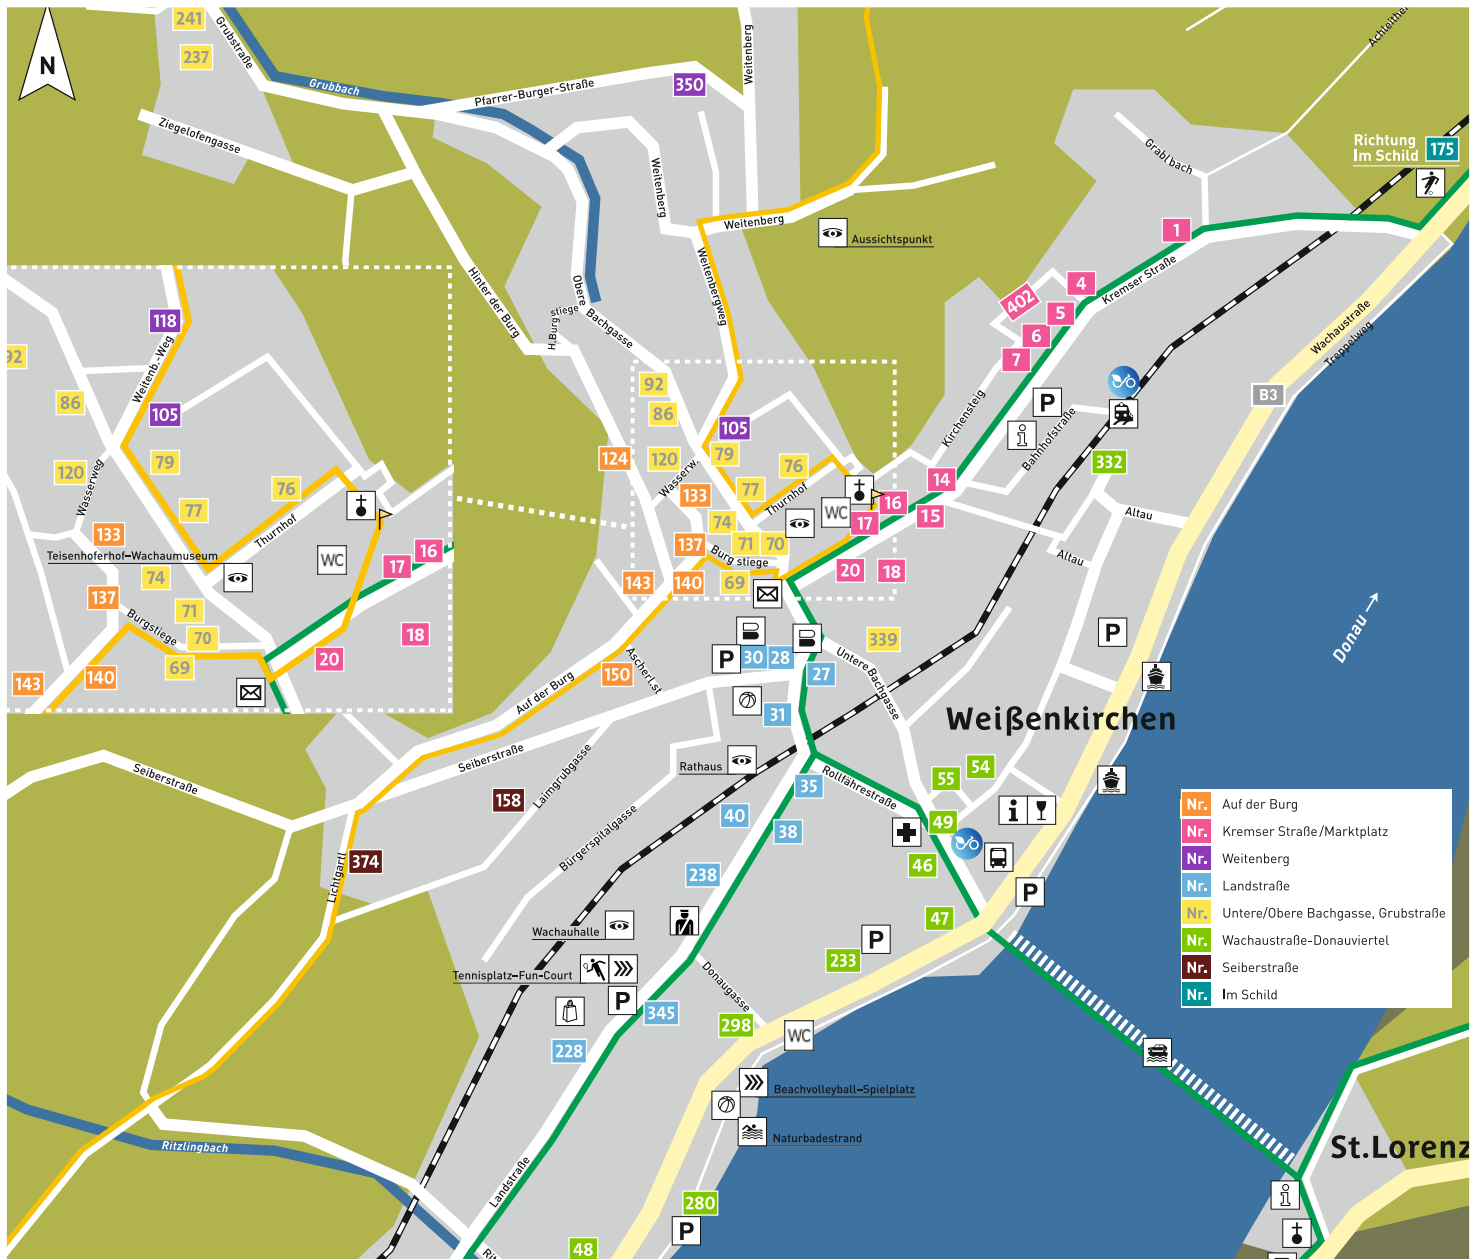 241
237
Grubstraße
Grubbach
Pfarrer-Burger-Straße
350
Weitenberg
Ziegelofengasse
N
Weitenberg
Weitenberg
Aussichtspunkt
Weitenbergweg
Hinter der Burg
H.Burg stiege
Obere
Bachgasse
Grabl bach
Richtung
Im Schild
175
1
4
402
5
6
7
Kremser Straße
Wachaustraße
Treppelweg
B3
Kirchensteig
P
i
Bahnhofstraße
332
Altau
Altau
118
Weitenb.-Weg
92
86
105
120
79
Wasserweg
76
77
Thurnhof
133
Teisenhoferhof–Wachaumuseum
WC
16
17
74
137
71
Burgstiege
70
18
69
20
143
140
92
86
105
124
120
79
76
Wasserw.
133
77
Thurnhof
14
16
15
WC
17
74
137
71
70
Burg stiege
20
18
143
140
69
339
P
30
28
27
Untere Bachgasse
150
Ascherl.st
Auf der Burg
31
P
Donau →
Weißenkirchen
Seiberstraße
Seiberstraße
Laimgrubgasse
Rathaus
158
35
Rollfährestraße
55
54
40
38
49
i
46
Bürgerspitalgasse
374
Lichtgartl
238
47
P
P
233
Wachauhalle
Tennisplatz–Fun-Court
P
Donaugasse
345
298
228
WC
Beachvolleyball–Spielplatz
Naturbadestrand
Ritzlingbach
Landstraße
280
P
48
St.Lorenz
i
Nr. Auf der Burg
Nr. Kremser Straße/Marktplatz
Nr. Weitenberg
Nr. Landstraße
Nr. Untere/Obere Bachgasse, Grubstraße
Nr. Wachaustraße-Donauviertel
Nr. Seiberstraße
Nr. Im Schild